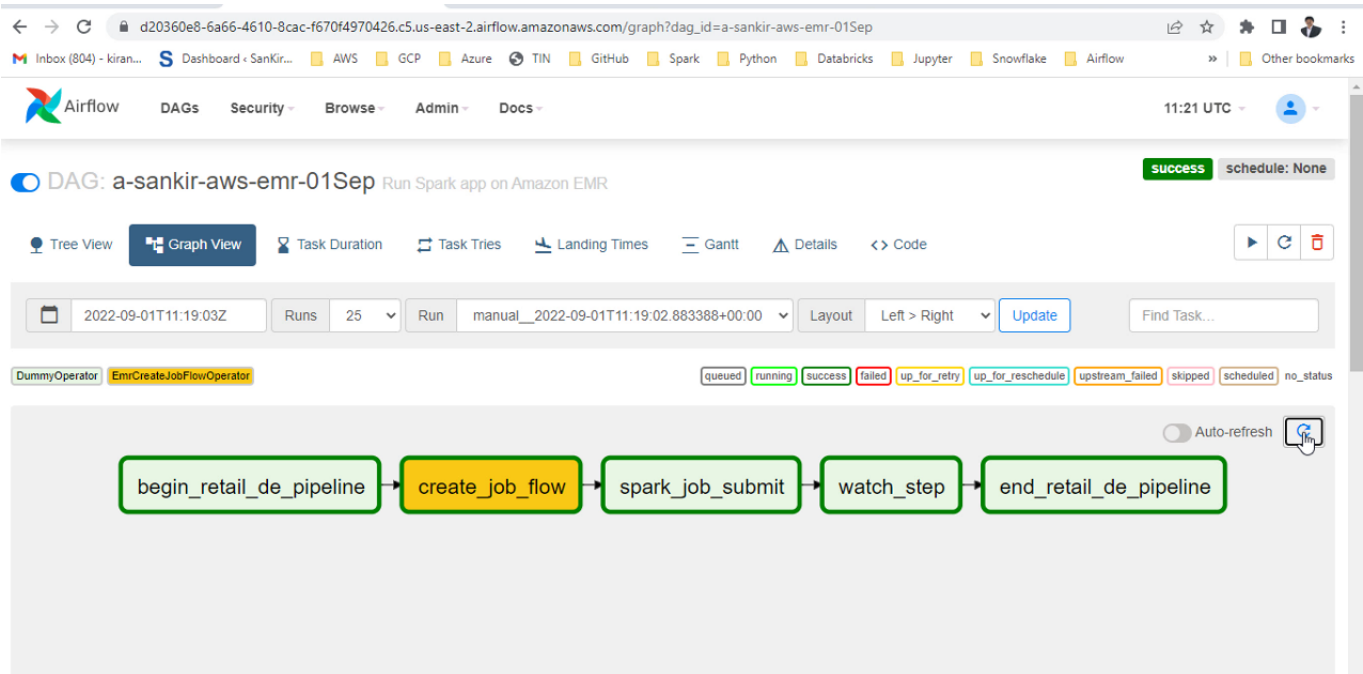 d20360e8-6a66-4610-8cac-f670f4970426.c5.us-east-2.airflow.amazonaws.com/graph?dag_id=a-sankir-aws-emr-01Sep
Inbox (804) - kiran... S Dashboard ‹ SanKir... AWS GCP Azure TIN GitHub Spark Python Databricks Jupyter Snowflake Airflow » Other bookmarks
Airflow DAGs Security Browse Admin Docs 11:21 UTC
DAG: a-sankir-aws-emr-01Sep Run Spark app on Amazon EMR success schedule: None
Tree View Graph View Task Duration Task Tries Landing Times Gantt Details <> Code
2022-09-01T11:19:03Z Runs 25 Run manual__2022-09-01T11:19:02.883388+00:00 Layout Left > Right Update Find Task...
DummyOperator EmrCreateJobFlowOperator queued running success failed up_for_retry up_for_reschedule upstream_failed skipped scheduled no_status
Auto-refresh
begin_retail_de_pipeline create_job_flow spark_job_submit watch_step end_retail_de_pipeline